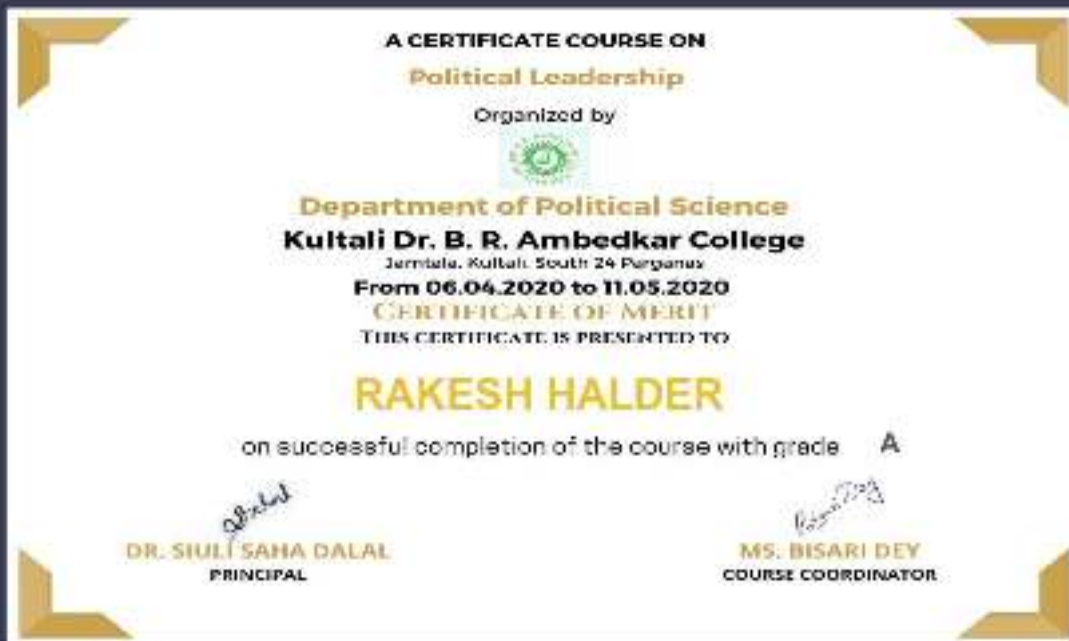 A CERTIFICATE COURSE ON
Political Leadership
Organized by
Department of Political Science
Kultali Dr. B. R. Ambedkar College
Jamtala, Kultali, South 24 Parganas
From 06.04.2020 to 11.05.2020
CERTIFICATE OF MERIT
THIS CERTIFICATE IS PRESENTED TO
RAKESH HALDER
on successful completion of the course with grade A
DR. SIULI SAHA DALAL
PRINCIPAL
MS. BISARI DEY
COURSE COORDINATOR